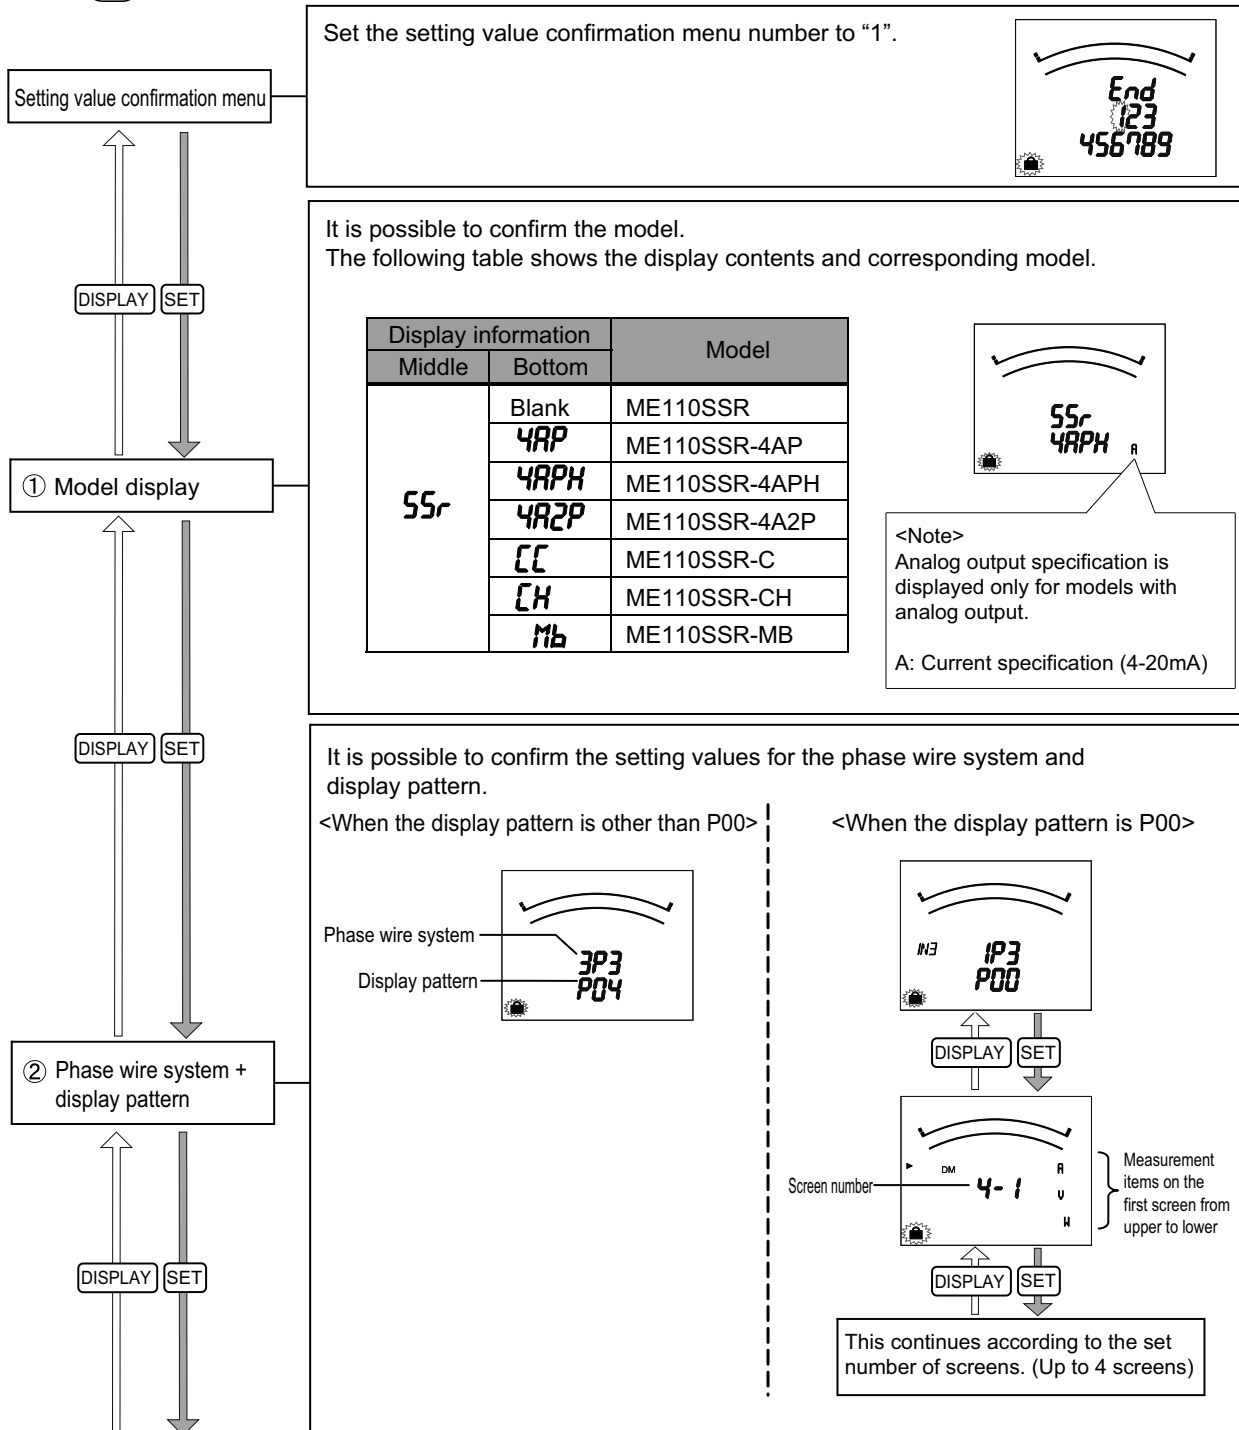 Set the setting value confirmation menu number to “1”.
End
123
456789
Setting value confirmation menu
DISPLAY SET
It is possible to confirm the model.
The following table shows the display contents and corresponding model.
Display information Model
Middle Bottom
SSr
Blank ME110SSR
4AP ME110SSR-4AP
4APH ME110SSR-4APH
4A2P ME110SSR-4A2P
CC ME110SSR-C
CH ME110SSR-CH
Mb ME110SSR-MB
SSr
4APH A
<Note>
Analog output specification is
displayed only for models with
analog output.
A: Current specification (4-20mA)
① Model display
DISPLAY SET
It is possible to confirm the setting values for the phase wire system and
display pattern.
<When the display pattern is other than P00>
Phase wire system
Display pattern
3P3
P04
<When the display pattern is P00>
IN3 1P3
P00
DISPLAY SET
Screen number
DM 4-1
A
V
W
Measurement
items on the
first screen from
upper to lower
DISPLAY SET
This continues according to the set
number of screens. (Up to 4 screens)
② Phase wire system +
display pattern
DISPLAY SET